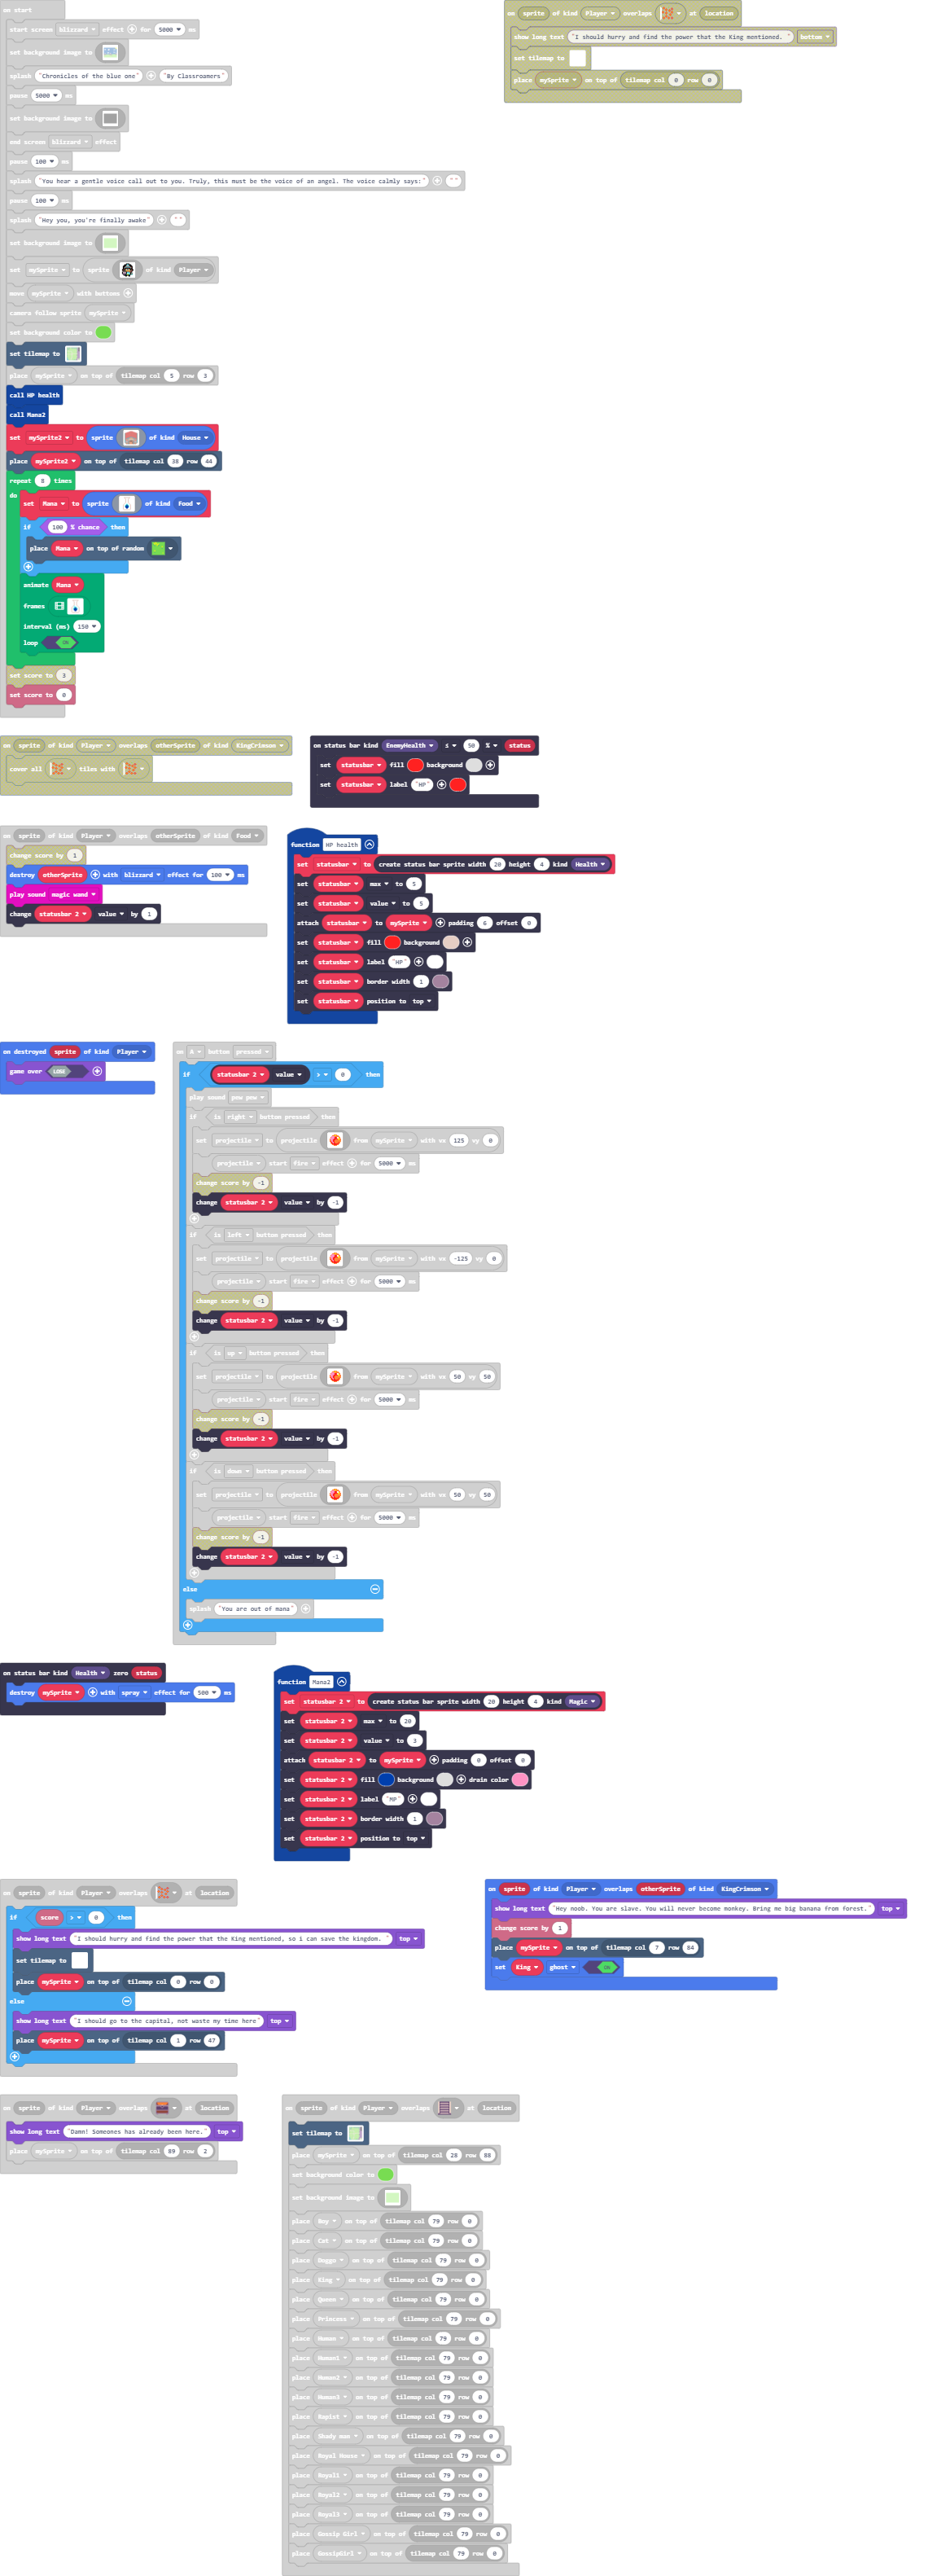 on start
start screen blizzard effect for 5000 ms
set background image to
splash "Chronicles of the blue one" "By Classroamers"
pause 5000 ms
set background image to
end screen blizzard effect
pause 100 ms
splash "You hear a gentle voice call out to you. Truly, this must be the voice of an angel. The voice calmly says:" " "
pause 100 ms
splash "Hey you, you're finally awake" " "
set background image to
set mySprite to sprite of kind Player
move mySprite with buttons
camera follow sprite mySprite
set background color to
set tilemap to
place mySprite on top of tilemap col 5 row 3
call HP health
call Mana2
set mySprite2 to sprite of kind House
place mySprite2 on top of tilemap col 38 row 44
repeat 8 times
do
set Mana to sprite of kind Food
if 100 % chance then
place Mana on top of random
animate Mana
frames
interval (ms) 150
loop ON
set score to 3
set score to 0
on sprite of kind Player overlaps at location
show long text "I should hurry and find the power that the King mentioned. " bottom
set tilemap to
place mySprite on top of tilemap col 0 row 0
on sprite of kind Player overlaps otherSprite of kind KingCrimson
cover all tiles with
on status bar kind EnemyHealth ≤ 50 % status
set statusbar fill background
set statusbar label "HP"
on sprite of kind Player overlaps otherSprite of kind Food
change score by 1
destroy otherSprite with blizzard effect for 100 ms
play sound magic wand
change statusbar 2 value by 1
function HP health
set statusbar to create status bar sprite width 20 height 4 kind Health
set statusbar max to 5
set statusbar value to 5
attach statusbar to mySprite padding 6 offset 0
set statusbar fill background
set statusbar label "HP"
set statusbar border width 1
set statusbar position to top
on destroyed sprite of kind Player
game over LOSE
on A button pressed
if statusbar 2 value > 0 then
play sound pew pew
if is right button pressed then
set projectile to projectile from mySprite with vx 125 vy 0
projectile start fire effect for 5000 ms
change score by -1
change statusbar 2 value by -1
if is left button pressed then
set projectile to projectile from mySprite with vx -125 vy 0
projectile start fire effect for 5000 ms
change score by -1
change statusbar 2 value by -1
if is up button pressed then
set projectile to projectile from mySprite with vx 50 vy 50
projectile start fire effect for 5000 ms
change score by -1
change statusbar 2 value by -1
if is down button pressed then
set projectile to projectile from mySprite with vx 50 vy 50
projectile start fire effect for 5000 ms
change score by -1
change statusbar 2 value by -1
else
splash "You are out of mana"
on status bar kind Health zero status
destroy mySprite with spray effect for 500 ms
function Mana2
set statusbar 2 to create status bar sprite width 20 height 4 kind Magic
set statusbar 2 max to 20
set statusbar 2 value to 3
attach statusbar 2 to mySprite padding 0 offset 0
set statusbar 2 fill background drain color
set statusbar 2 label "MP"
set statusbar 2 border width 1
set statusbar 2 position to top
on sprite of kind Player overlaps at location
if score > 0 then
show long text "I should hurry and find the power that the King mentioned, so i can save the kingdom. " top
set tilemap to
place mySprite on top of tilemap col 0 row 0
else
show long text "I should go to the capital, not waste my time here" top
place mySprite on top of tilemap col 1 row 47
on sprite of kind Player overlaps otherSprite of kind KingCrimson
show long text "Hey noob. You are slave. You will never become monkey. Bring me big banana from forest." top
change score by 1
place mySprite on top of tilemap col 7 row 84
set King ghost ON
on sprite of kind Player overlaps at location
show long text "Damn! Someones has already been here." top
place mySprite on top of tilemap col 89 row 2
on sprite of kind Player overlaps at location
set tilemap to
place mySprite on top of tilemap col 28 row 88
set background color to
set background image to
place Boy on top of tilemap col 79 row 0
place Cat on top of tilemap col 79 row 0
place Doggo on top of tilemap col 79 row 0
place King on top of tilemap col 79 row 0
place Queen on top of tilemap col 79 row 0
place Princess on top of tilemap col 79 row 0
place Human on top of tilemap col 79 row 0
place Human1 on top of tilemap col 79 row 0
place Human2 on top of tilemap col 79 row 0
place Human3 on top of tilemap col 79 row 0
place Rapist on top of tilemap col 79 row 0
place Shady man on top of tilemap col 79 row 0
place Royal House on top of tilemap col 79 row 0
place Royal1 on top of tilemap col 79 row 0
place Royal2 on top of tilemap col 79 row 0
place Royal3 on top of tilemap col 79 row 0
place Gossip Girl on top of tilemap col 79 row 0
place GossipGirl on top of tilemap col 79 row 0